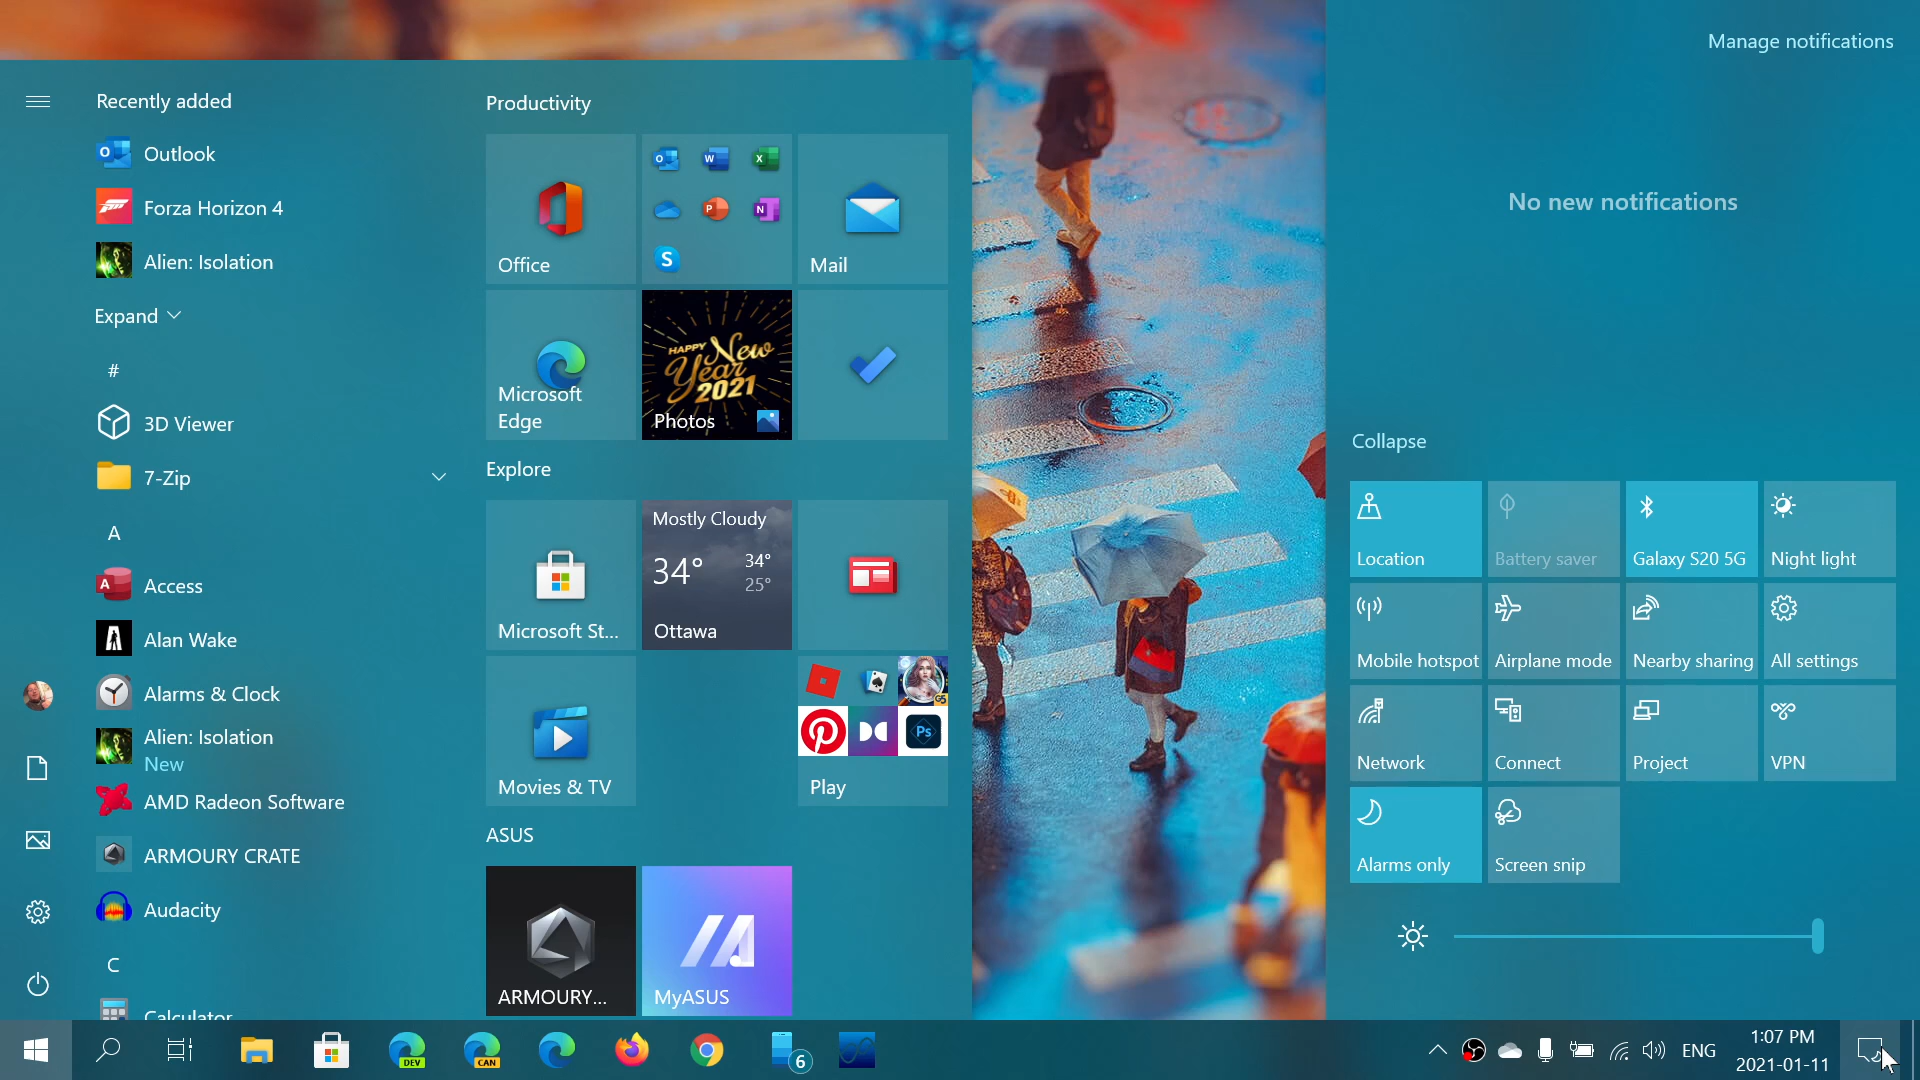 Recently added
Outlook
Forza Horizon 4
Alien: Isolation
Expand
#
3D Viewer
7-Zip
A
Access
Alan Wake
Alarms & Clock
Alien: Isolation
New
AMD Radeon Software
ARMOURY CRATE
Audacity
C
Calculator
Productivity
Office
Mail
Microsoft
Edge
HAPPY
New
Year
2021
Photos
Explore
Microsoft St...
Mostly Cloudy
34°
34°
25°
Ottawa
Movies & TV
Ps
Play
ASUS
ARMOURY...
MyASUS
Manage notifications
No new notifications
Collapse
Location
Battery saver
Galaxy S20 5G
Night light
Mobile hotspot
Airplane mode
Nearby sharing
All settings
Network
Connect
Project
VPN
Alarms only
Screen snip
DEV
CAN
6
ENG
1:07 PM
2021-01-11